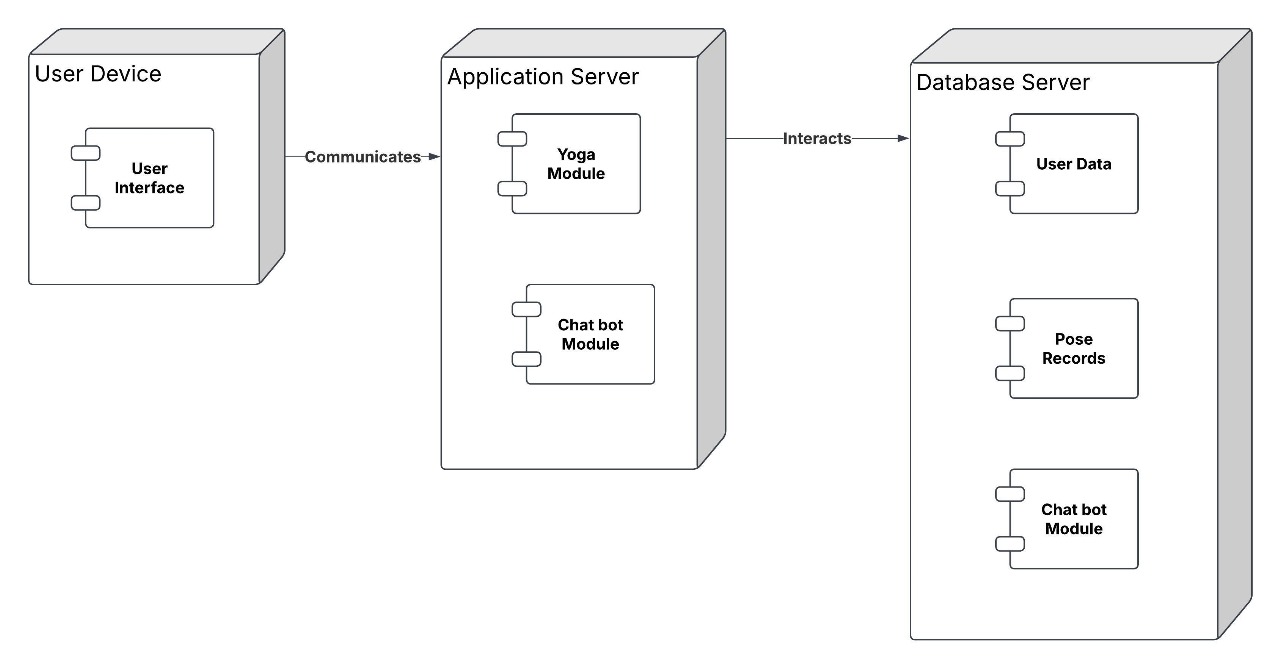 User Device
User
Interface
Communicates
Application Server
Yoga
Module
Chat bot
Module
Interacts
Database Server
User Data
Pose
Records
Chat bot
Module